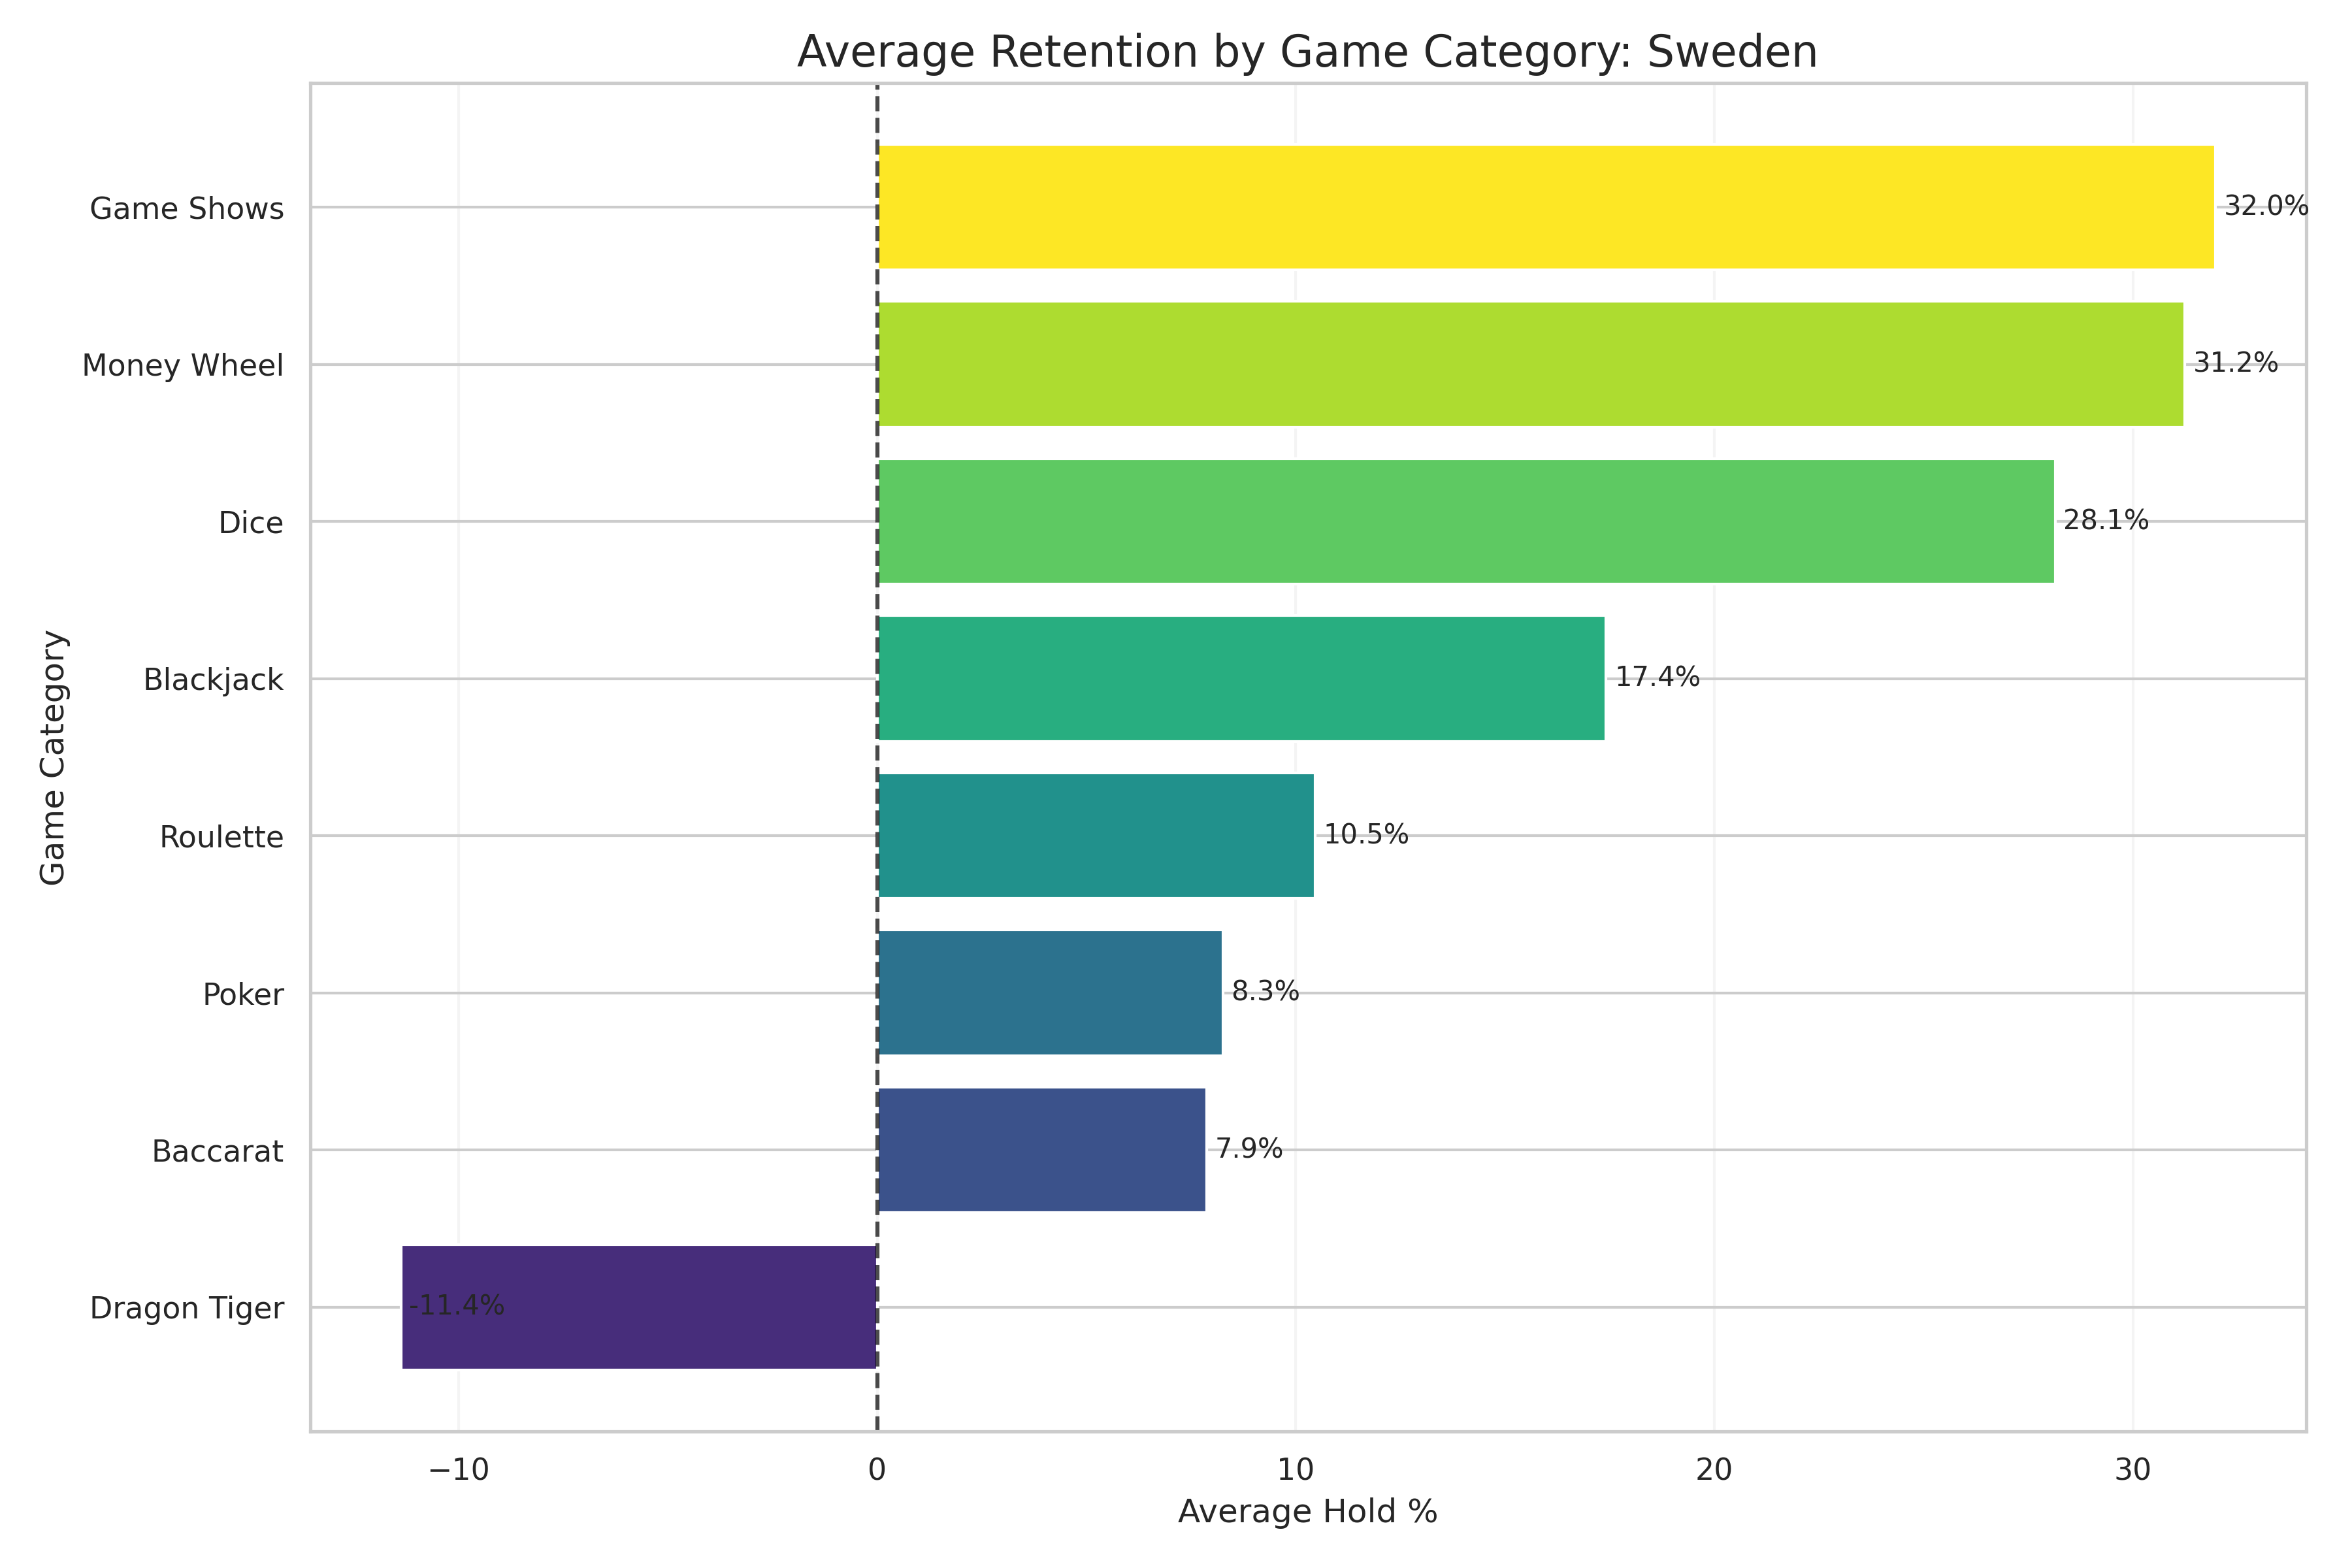 Average Retention by Game Category: Sweden
Game Shows
32.0%
Money Wheel
31.2%
Dice
28.1%
Blackjack
17.4%
Roulette
10.5%
Poker
8.3%
Baccarat
7.9%
Dragon Tiger
-11.4%
Game Category
−10
0
10
20
30
Average Hold %